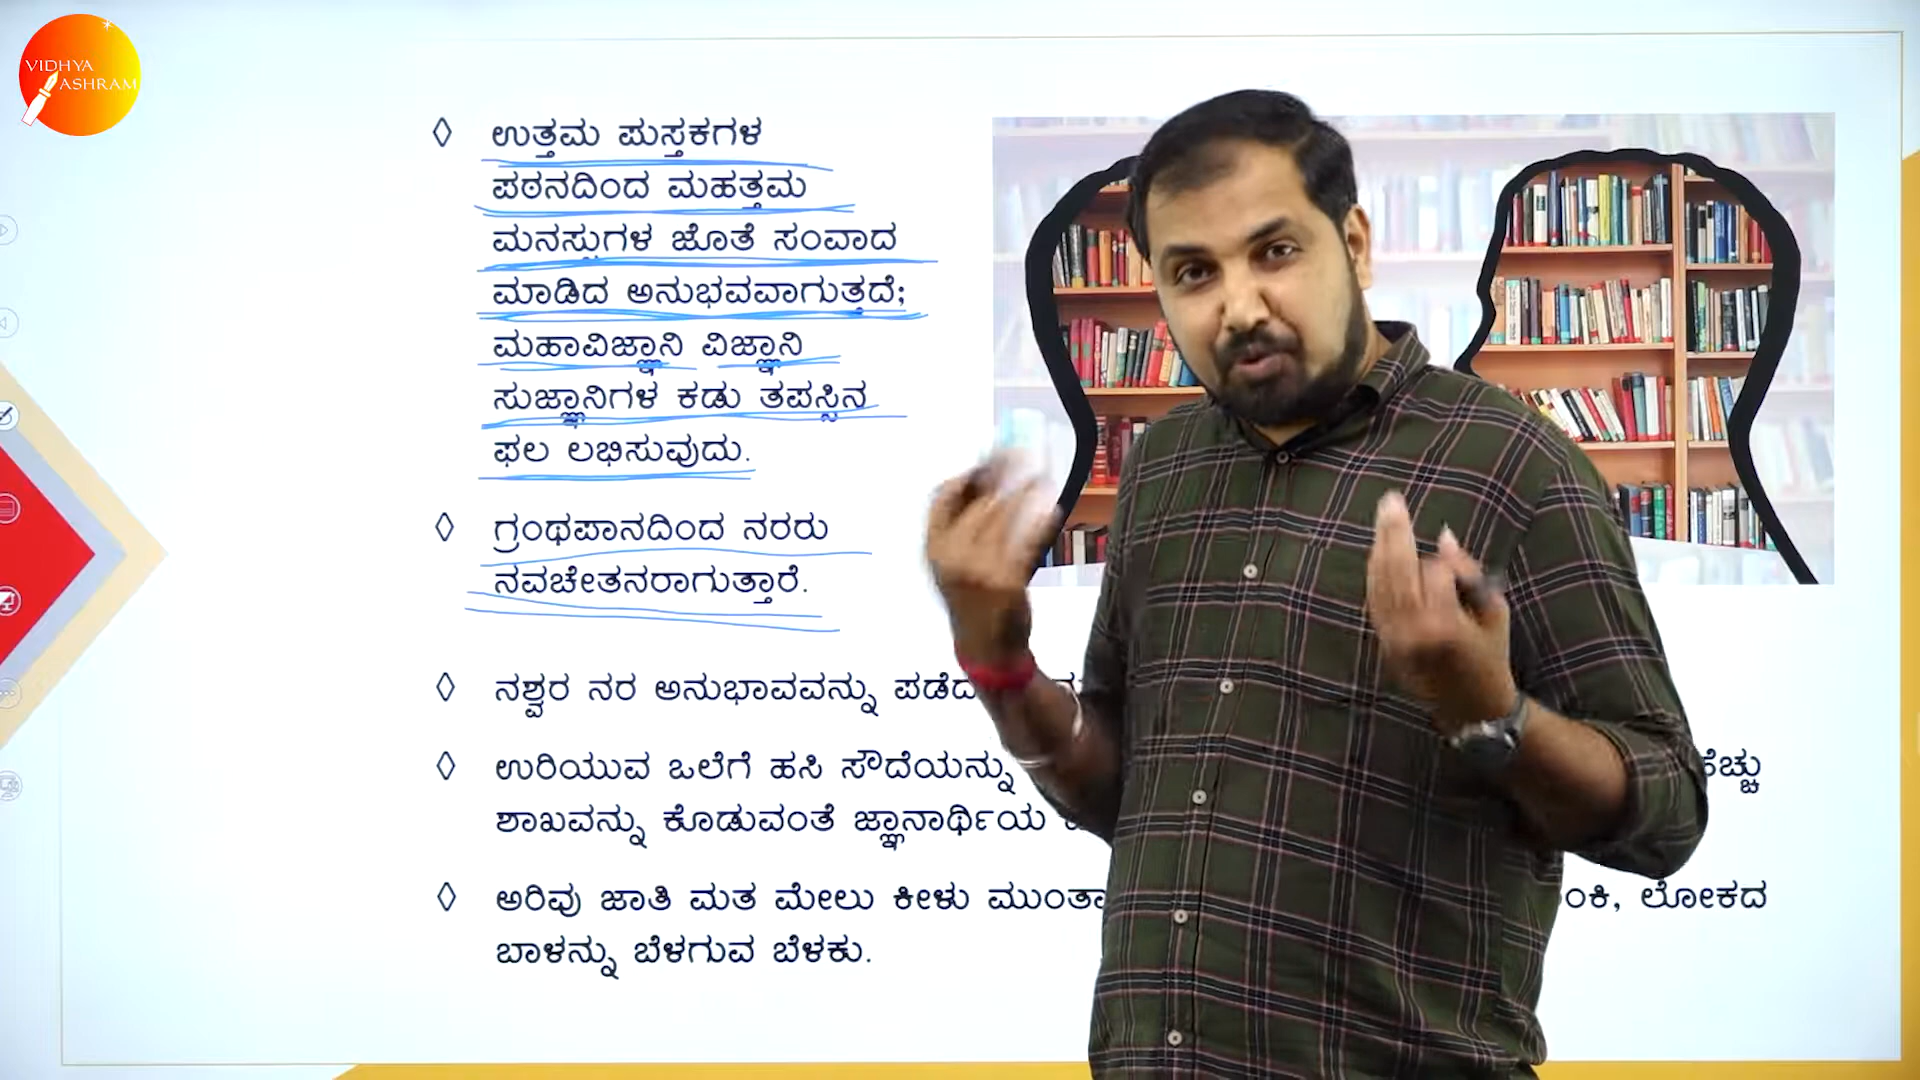 VIDHYA
ASHRAM
◊ ಉತ್ತಮ ಪುಸ್ತಕಗಳ
ಪಠನದಿಂದ ಮಹತ್ತಮ
ಮನಸ್ಸುಗಳ ಜೊತೆ ಸಂವಾದ
ಮಾಡಿದ ಅನುಭವವಾಗುತ್ತದೆ;
ಮಹಾವಿಜ್ಞಾನಿ ವಿಜ್ಞಾನಿ
ಸುಜ್ಞಾನಿಗಳ ಕಡು ತಪಸ್ಸಿನ
ಫಲ ಲಭಿಸುವುದು.
◊ ಗ್ರಂಥಪಾನದಿಂದ ನರರು
ನವಚೇತನರಾಗುತ್ತಾರೆ.
◊ ನಶ್ವರ ನರ ಅನುಭಾವವನ್ನು
◊ ಉರಿಯುವ ಒಲೆಗೆ ಹಸಿ ಸೌದೆಯನ್ನು
ಶಾಖವನ್ನು ಕೊಡುವಂತೆ ಜ್ಞಾನಾರ್ಥಿಯ
◊ ಅರಿವು ಜಾತಿ ಮತ ಮೇಲು ಕೀಳು ಲೋಕದ
ಬಾಳನ್ನು ಬೆಳಗುವ ಬೆಳಕು.